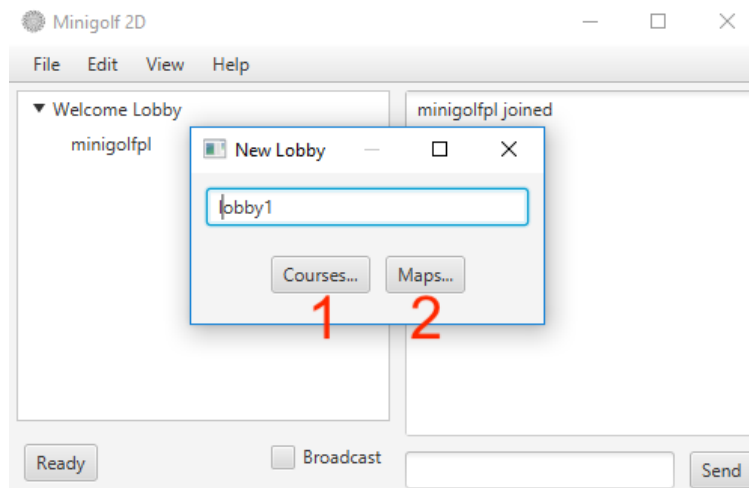 Minigolf 2D
File Edit View Help
Welcome Lobby
minigolfpl
minigolfpl joined
New Lobby
lobby1
Courses...
Maps...
1
2
Ready
Broadcast
Send